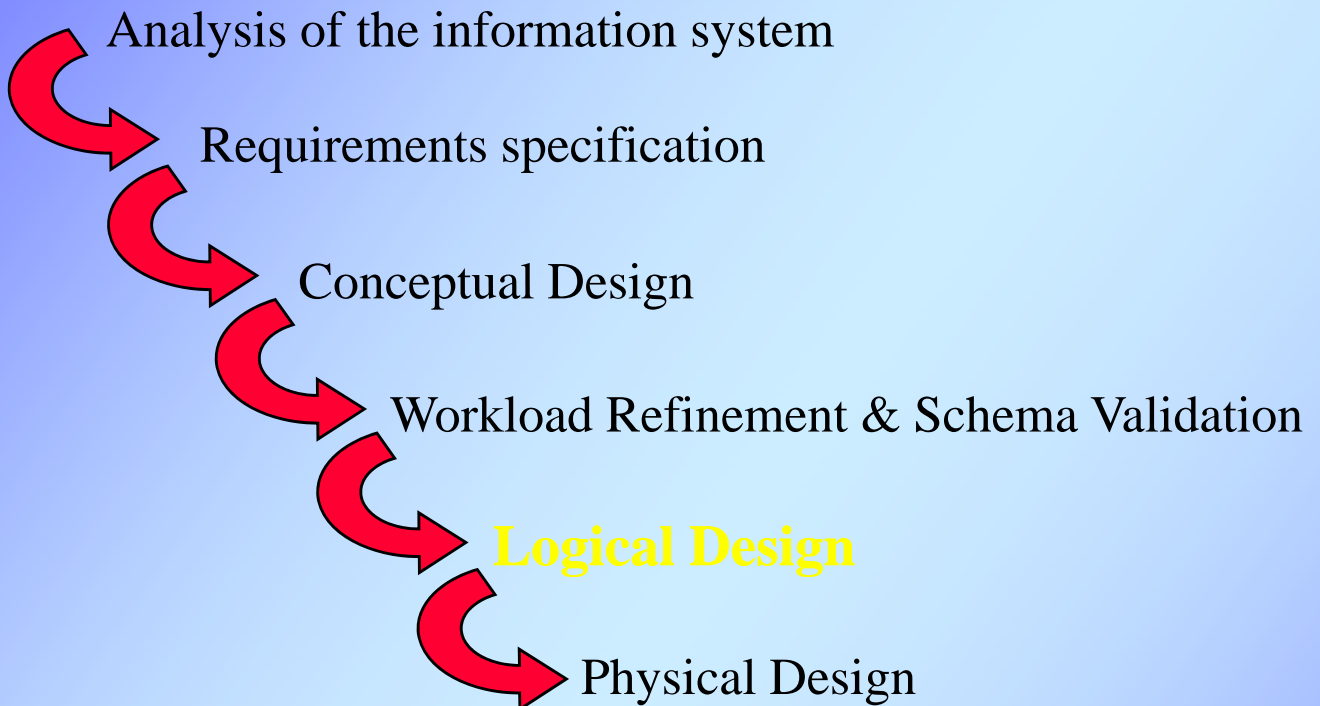 Analysis of the information system
Requirements specification
Conceptual Design
Workload Refinement & Schema Validation
Logical Design
Physical Design